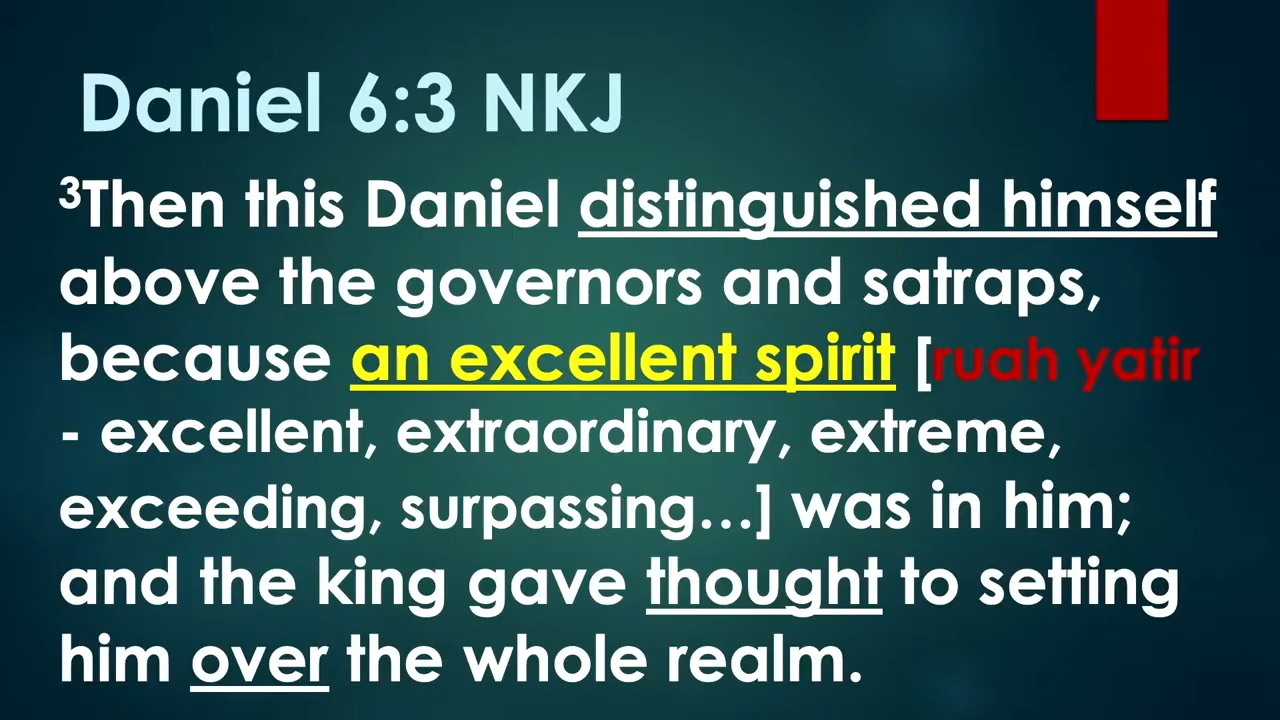 Daniel 6:3 NKJ
³Then this Daniel distinguished himself
above the governors and satraps,
because an excellent spirit [ruah yatir
- excellent, extraordinary, extreme,
exceeding, surpassing…] was in him;
and the king gave thought to setting
him over the whole realm.